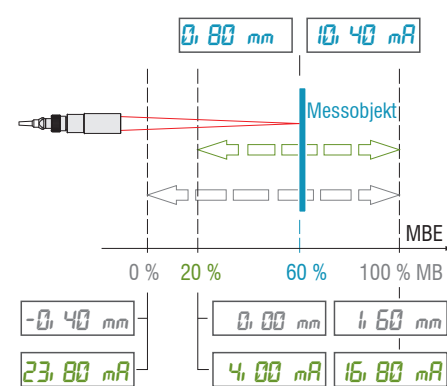 0,80 mm 10,40 mA
Messobjekt
MBE
0 % 20 % 60 % 100 % MB
-0,40 mm 0,00 mm 1,60 mm
23,80 mA 4,00 mA 16,80 mA